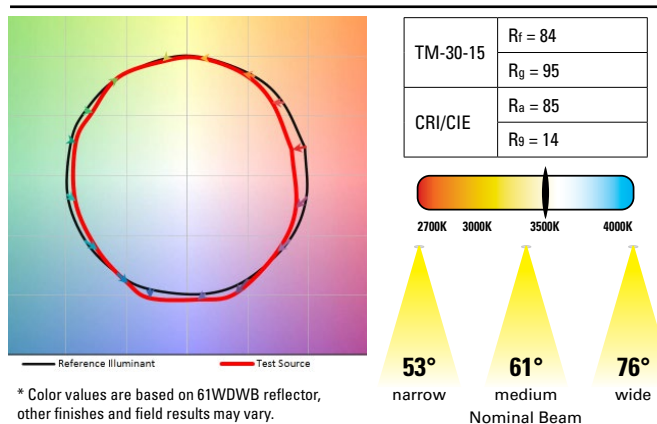 TM-30-15
Rf = 84
Rg = 95
CRI/CIE
Ra = 85
R9 = 14
2700K 3000K 3500K 4000K
Reference Illuminant Test Source
53° 61° 76°
narrow medium wide
Nominal Beam
* Color values are based on 61WDWB reflector,
other finishes and field results may vary.